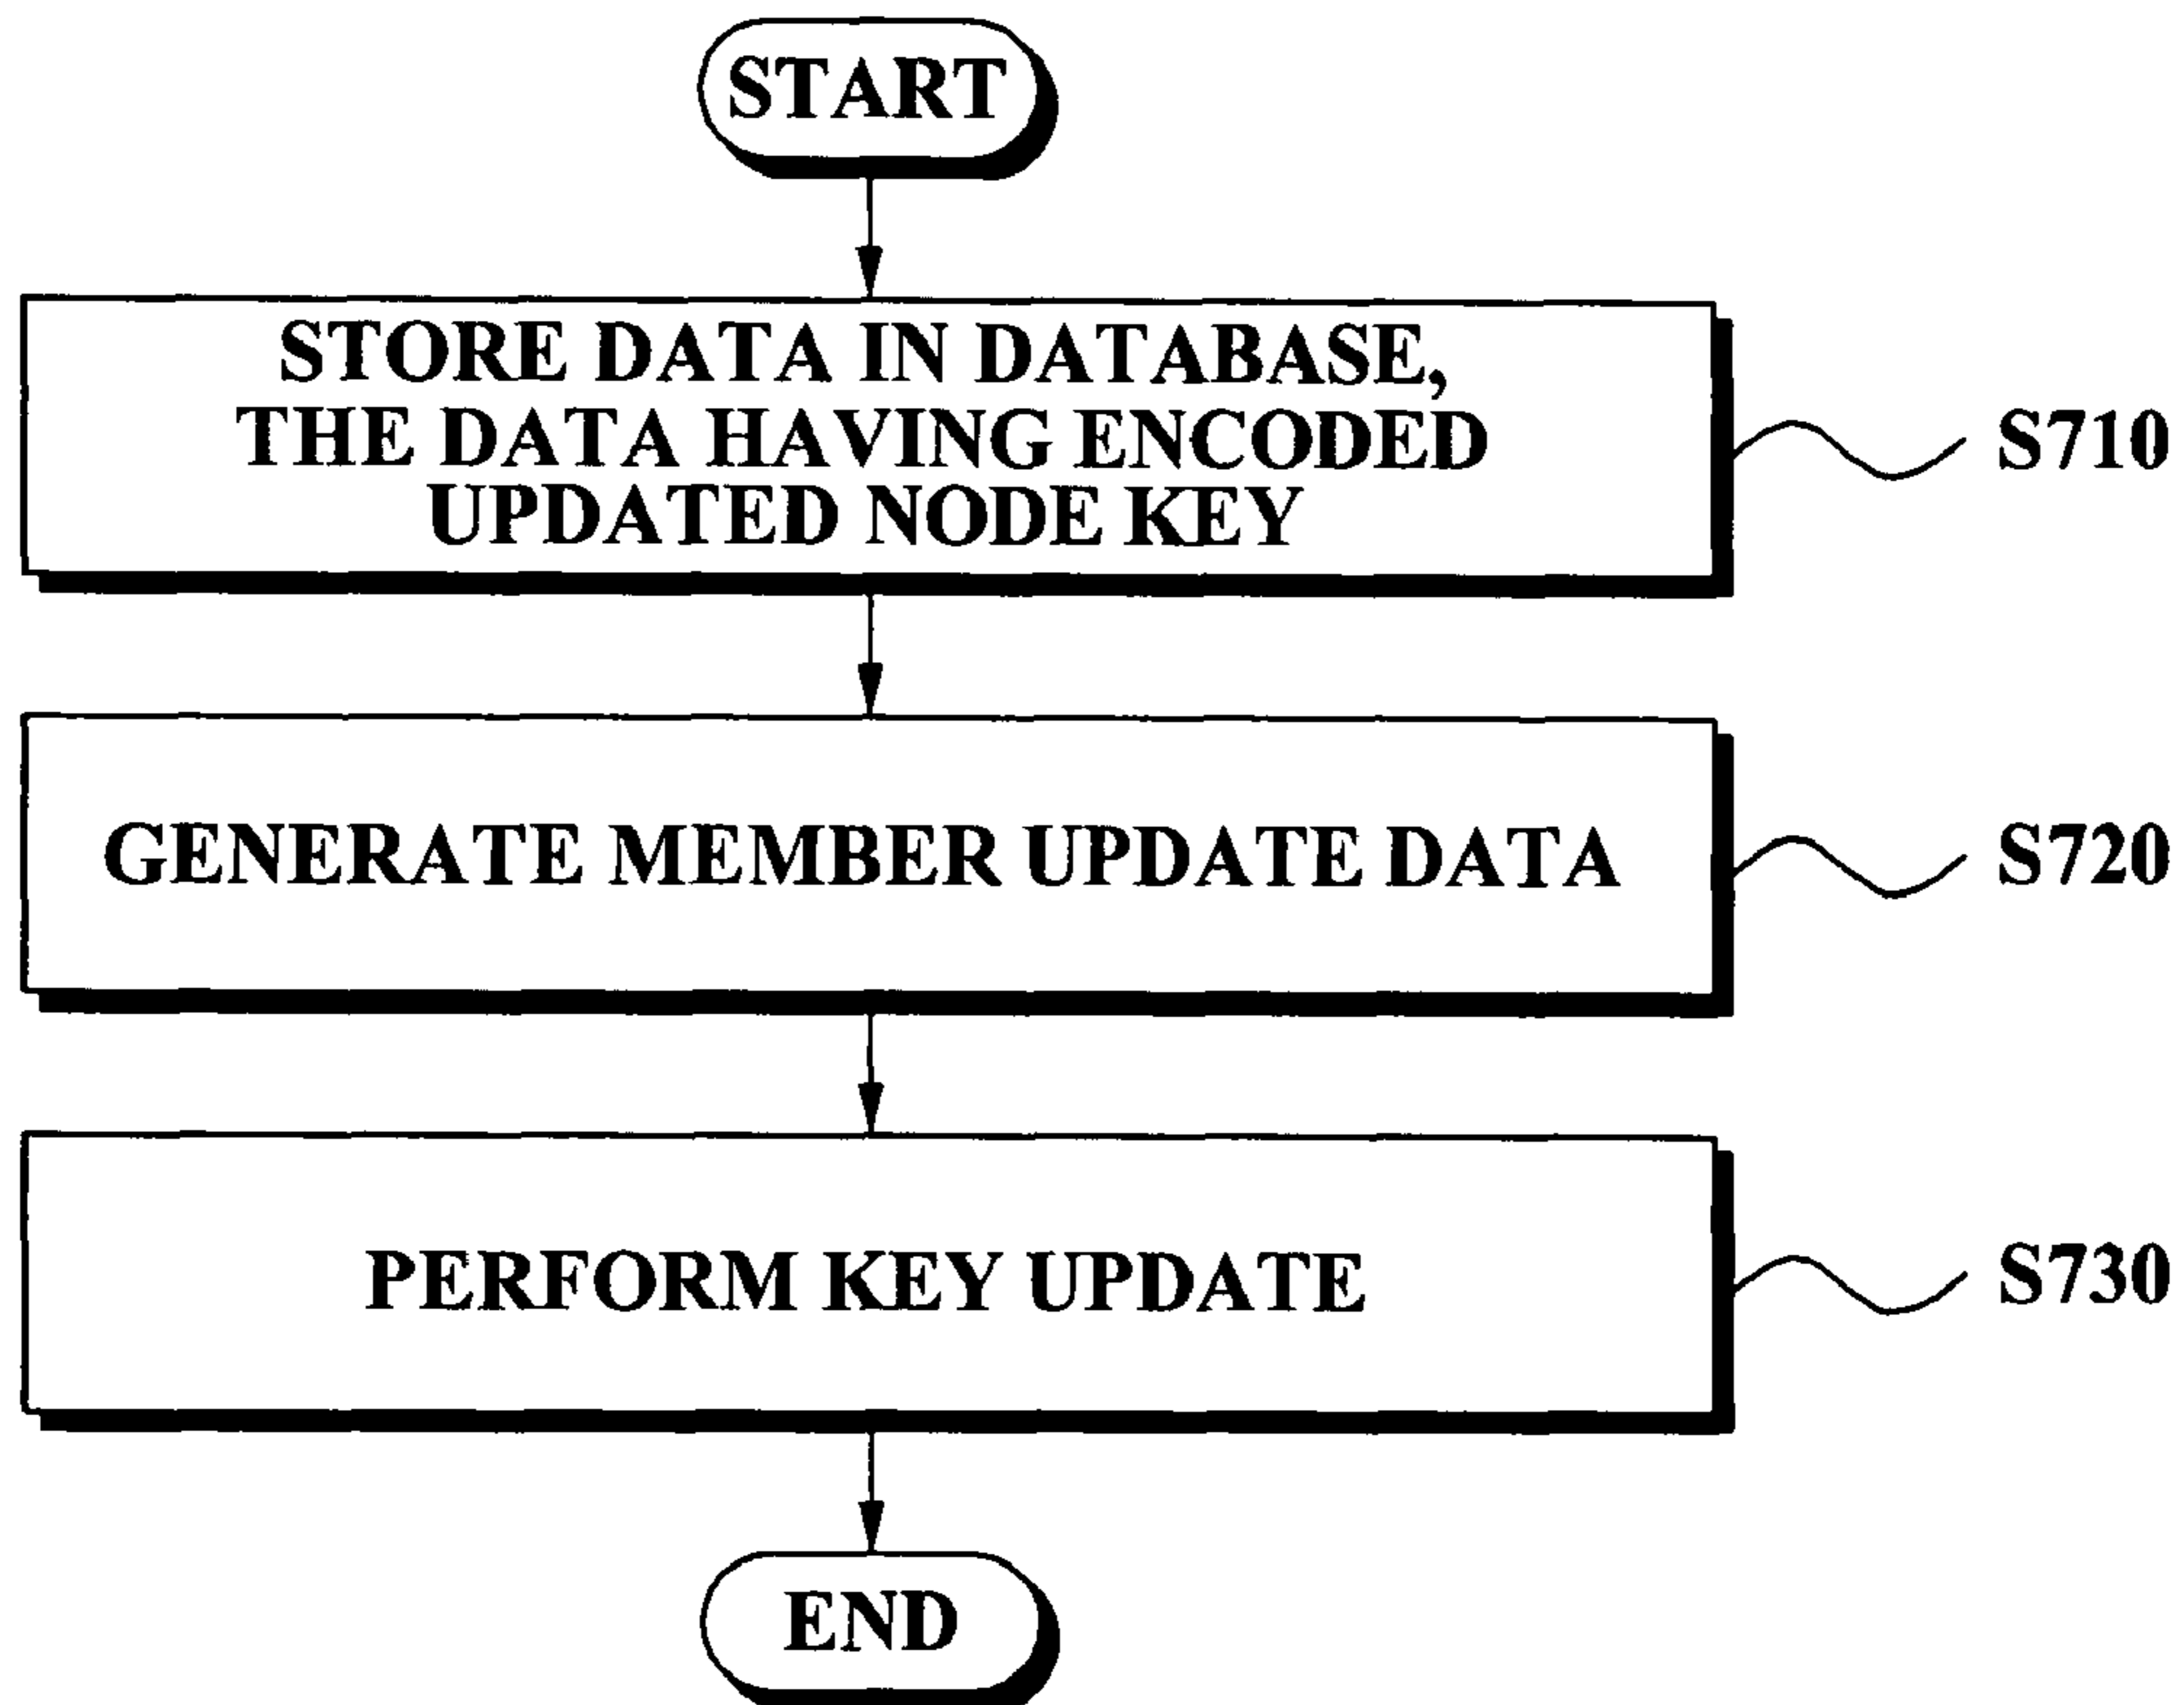 START
STORE DATA IN DATABASE,
THE DATA HAVING ENCODED
UPDATED NODE KEY
S710
GENERATE MEMBER UPDATE DATA
S720
PERFORM KEY UPDATE
S730
END